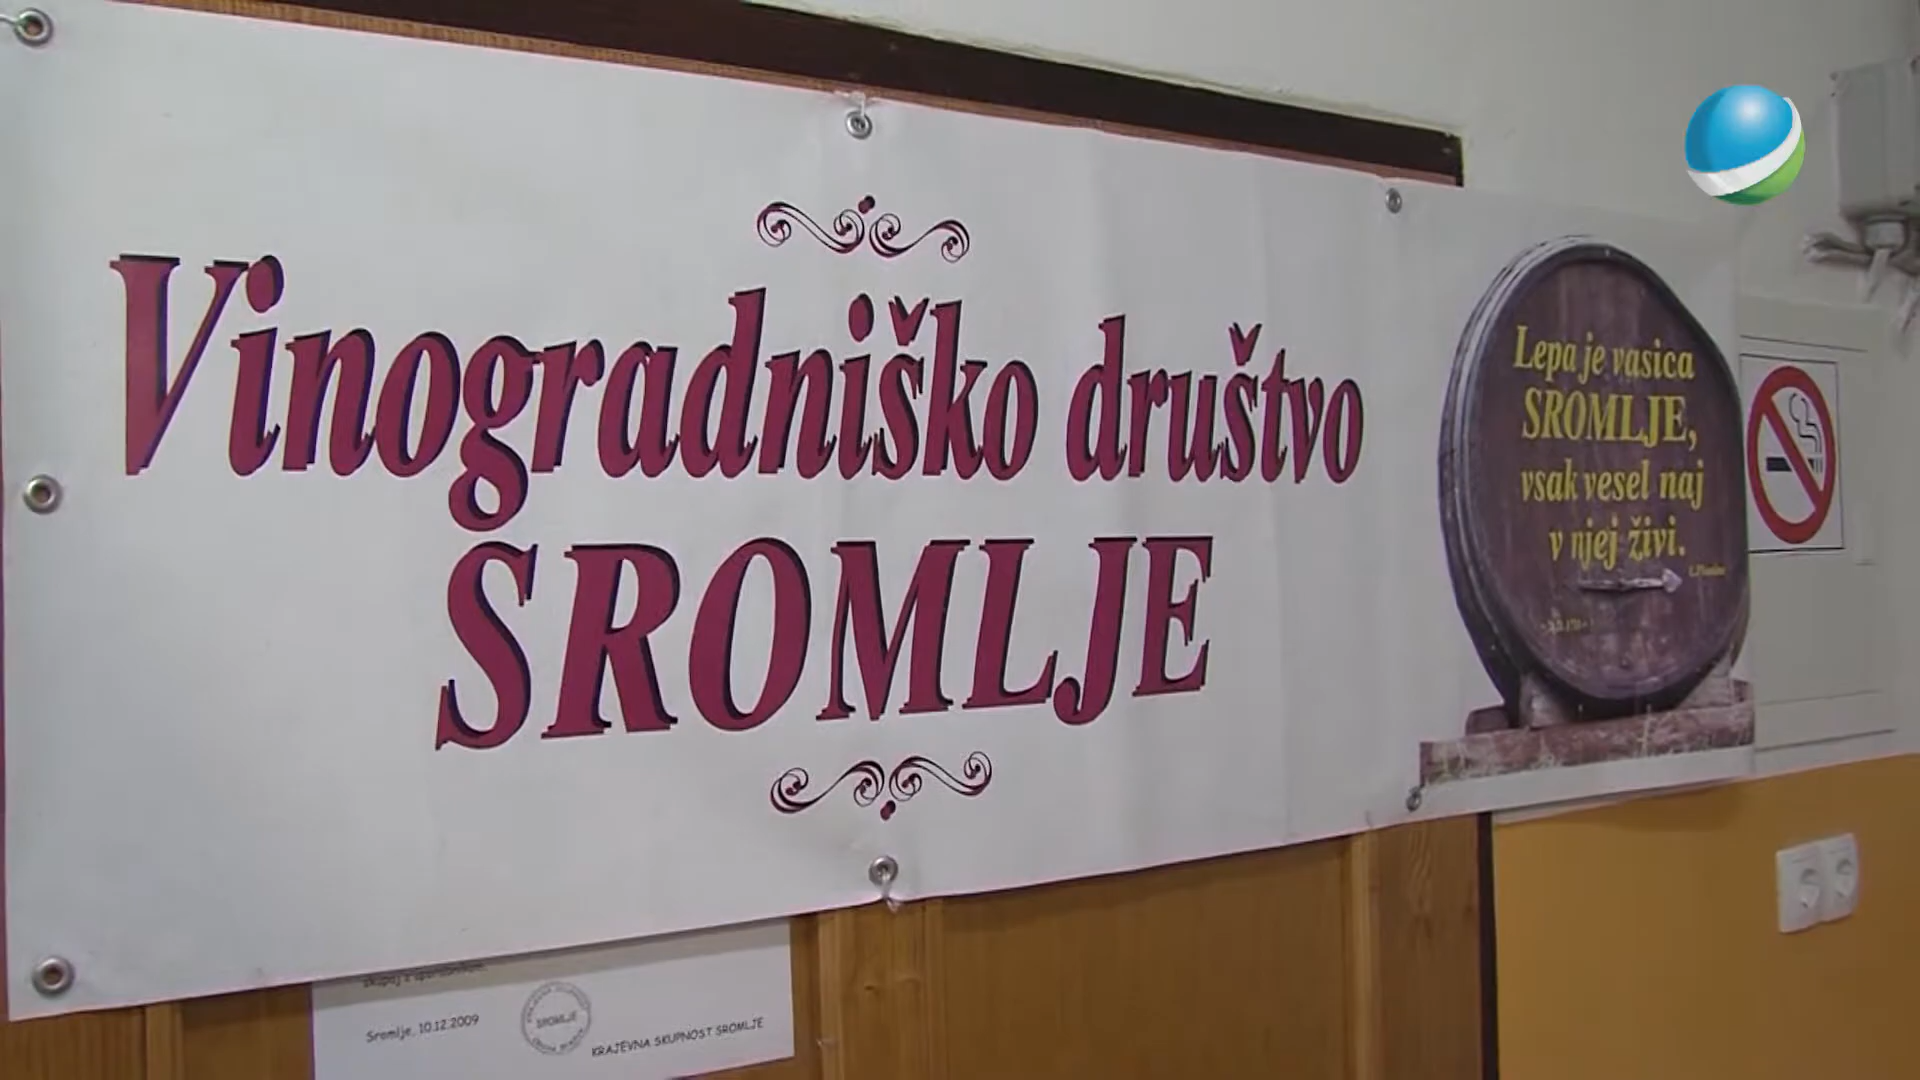 Vinogradniško društvo
SROMLJE
Lepa je vasica
SROMLJE,
vsak vesel naj
v njej živi.
Sromlje, 10.12.2009
SROMLJE
KRAJEVNA SKUPNOST SROMLJE